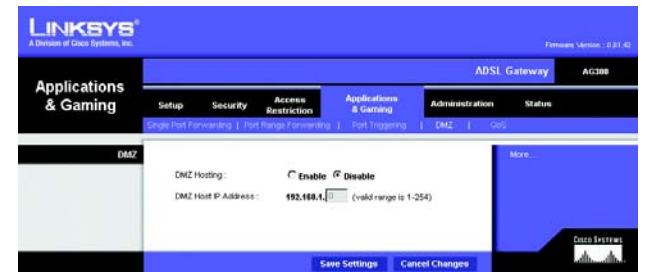 LINKSYS®
A Division of Cisco Systems, Inc.
Firmware Version : 0.01.42
ADSL Gateway AG300
Applications & Gaming
Setup Security Access Restriction Applications & Gaming Administration Status
Single Port Forwarding | Port Range Forwarding | Port Triggering | DMZ | QoS
DMZ
More...
DMZ Hosting : Enable Disable
DMZ Host IP Address : 192.168.1. 0 (valid range is 1-254)
CISCO SYSTEMS
Save Settings Cancel Changes